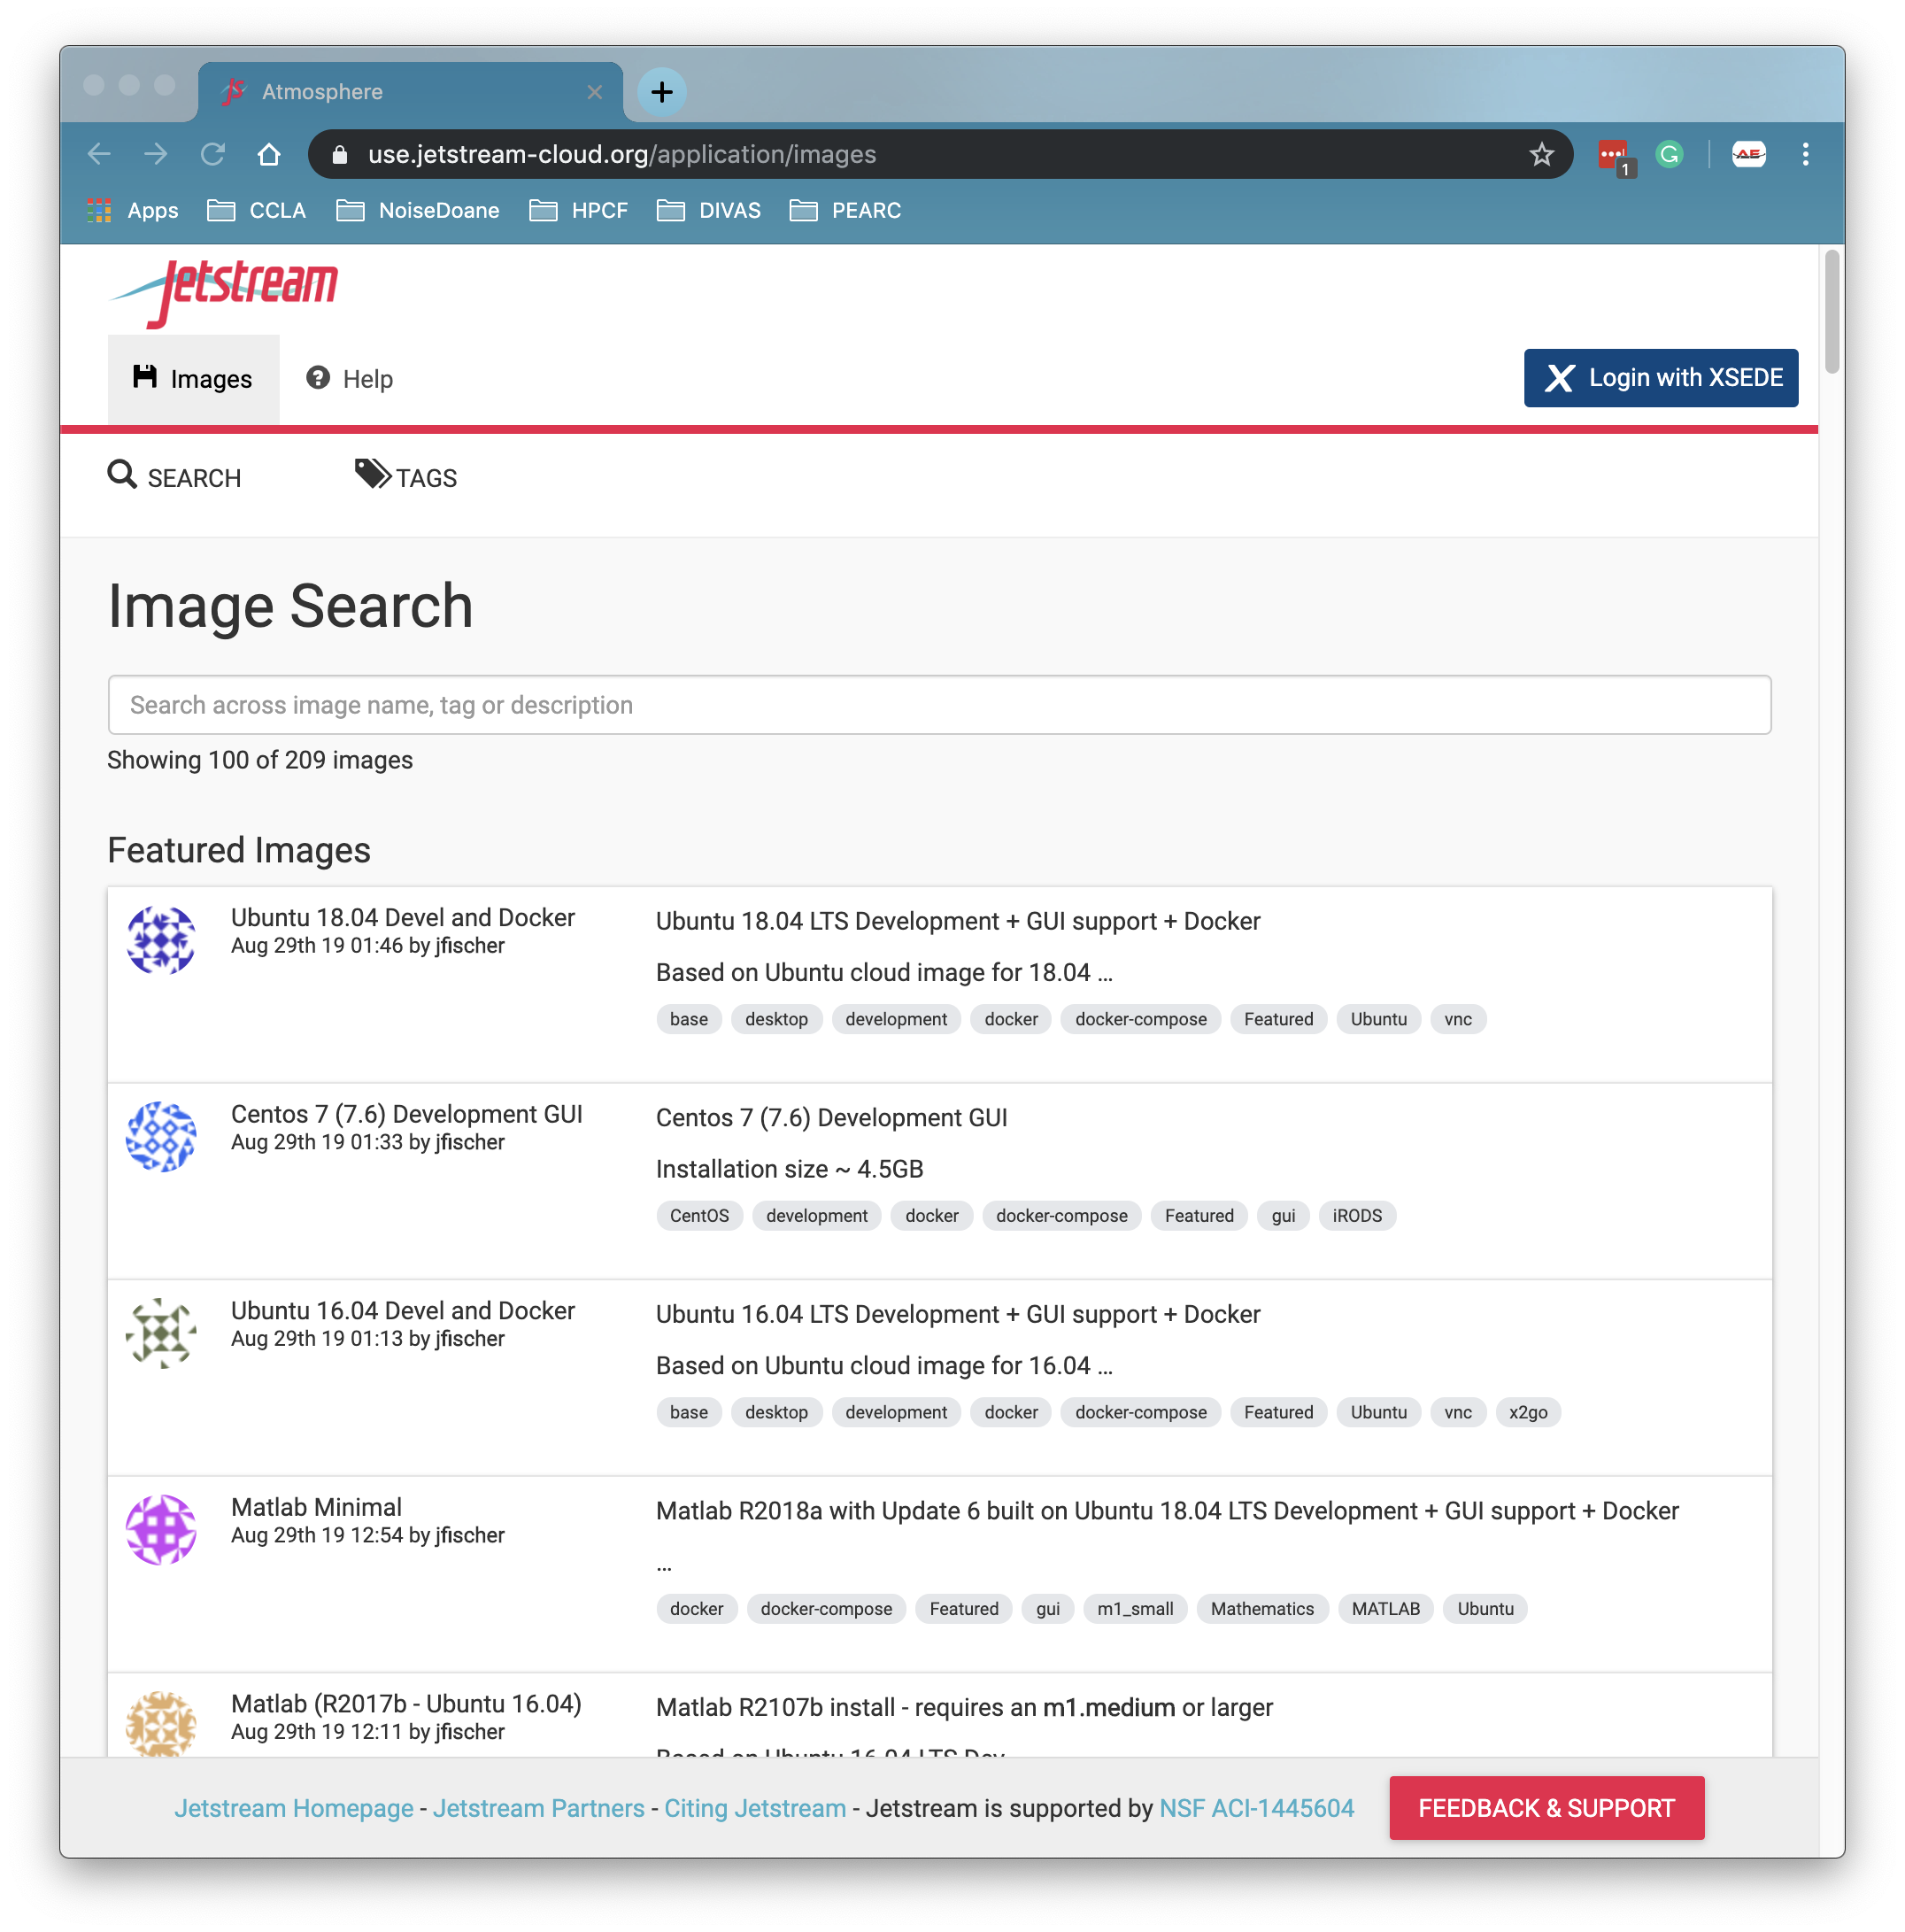 Atmosphere
use.jetstream-cloud.org/application/images
1
Apps CCLA NoiseDoane HPCF DIVAS PEARC
Jetstream
Images Help Login with XSEDE
SEARCH TAGS
Image Search
Search across image name, tag or description
Showing 100 of 209 images
Featured Images
Ubuntu 18.04 Devel and Docker
Aug 29th 19 01:46 by jfischer
Ubuntu 18.04 LTS Development + GUI support + Docker
Based on Ubuntu cloud image for 18.04 ...
base desktop development docker docker-compose Featured Ubuntu vnc
Centos 7 (7.6) Development GUI
Aug 29th 19 01:33 by jfischer
Centos 7 (7.6) Development GUI
Installation size ~ 4.5GB
CentOS development docker docker-compose Featured gui iRODS
Ubuntu 16.04 Devel and Docker
Aug 29th 19 01:13 by jfischer
Ubuntu 16.04 LTS Development + GUI support + Docker
Based on Ubuntu cloud image for 16.04 ...
base desktop development docker docker-compose Featured Ubuntu vnc x2go
Matlab Minimal
Aug 29th 19 12:54 by jfischer
Matlab R2018a with Update 6 built on Ubuntu 18.04 LTS Development + GUI support + Docker
...
docker docker-compose Featured gui m1_small Mathematics MATLAB Ubuntu
Matlab (R2017b - Ubuntu 16.04)
Aug 29th 19 12:11 by jfischer
Matlab R2107b install - requires an m1.medium or larger
Based on Ubuntu 16.04 LTS Dev
Jetstream Homepage - Jetstream Partners - Citing Jetstream - Jetstream is supported by NSF ACI-1445604
FEEDBACK & SUPPORT